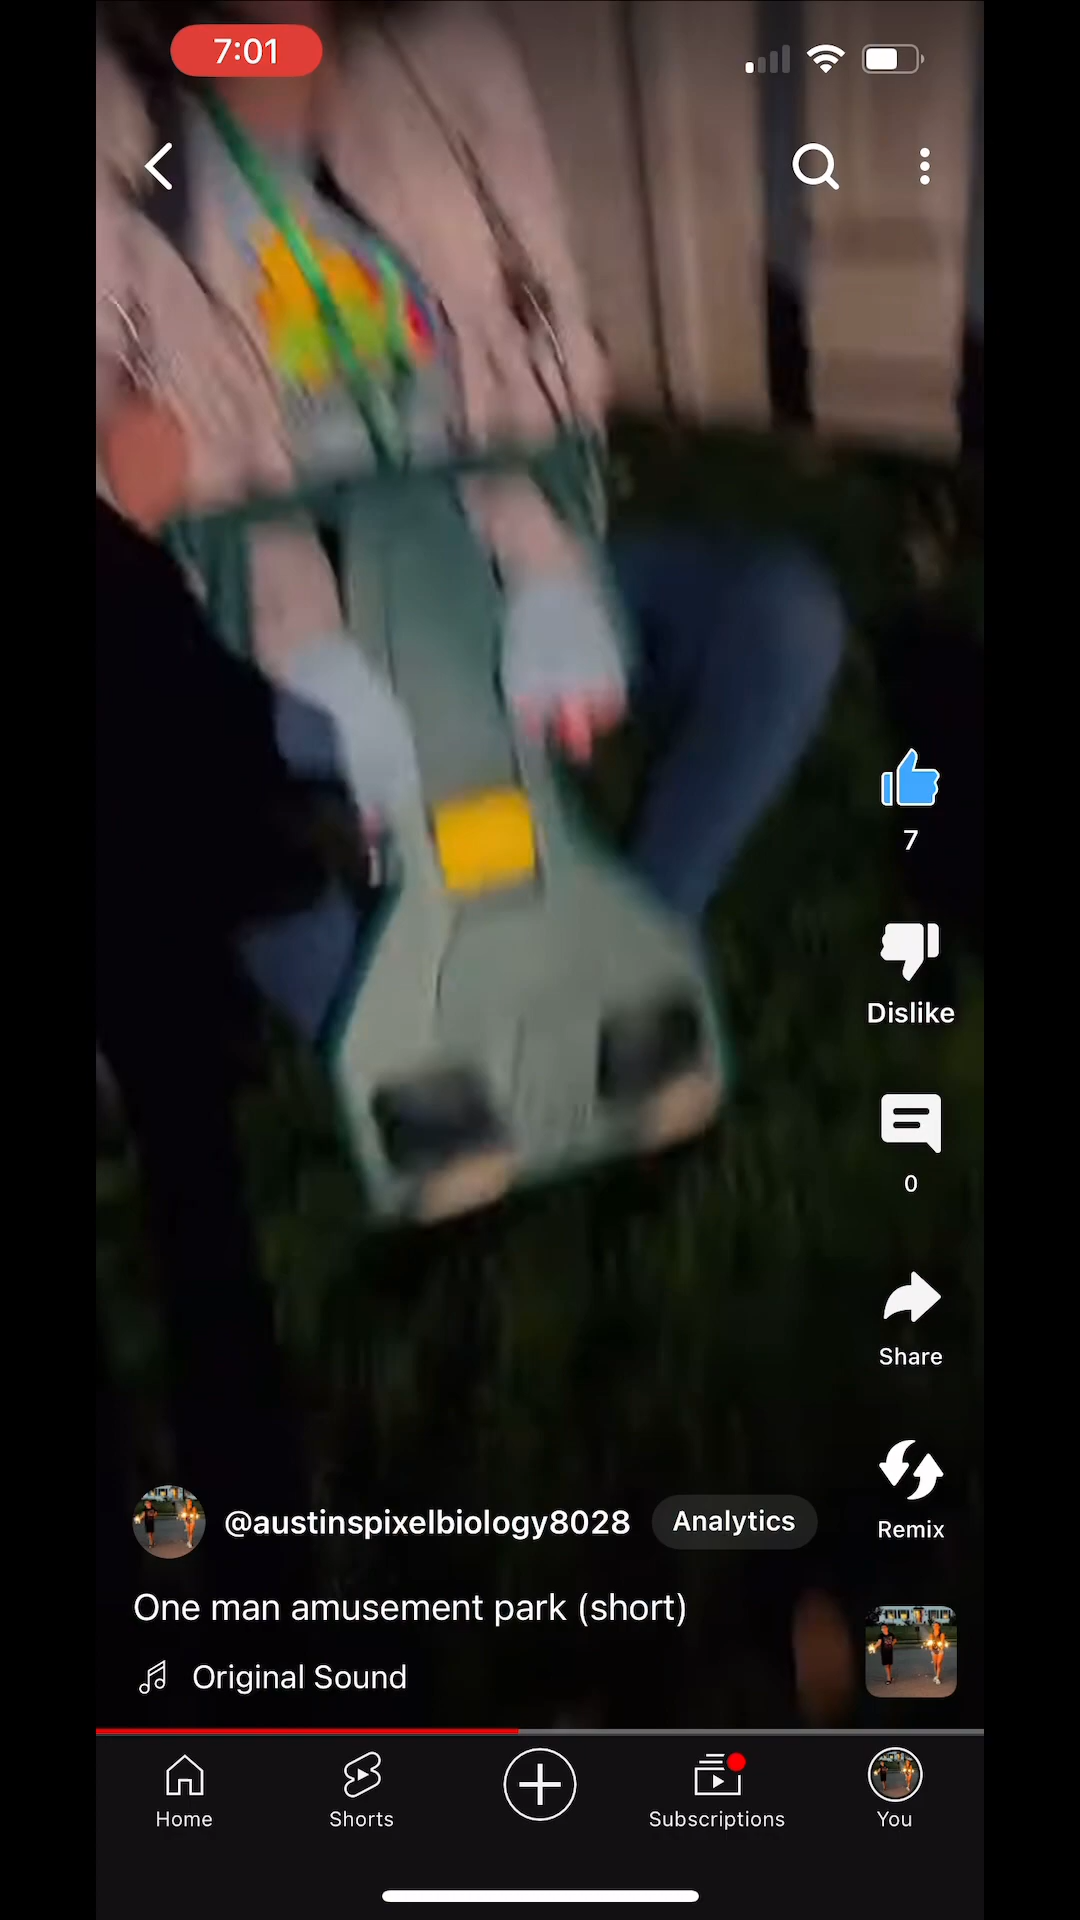 7:01
7
Dislike
0
Share
Remix
@austinspixelbiology8028 Analytics
One man amusement park (short)
Original Sound
Home Shorts Subscriptions You